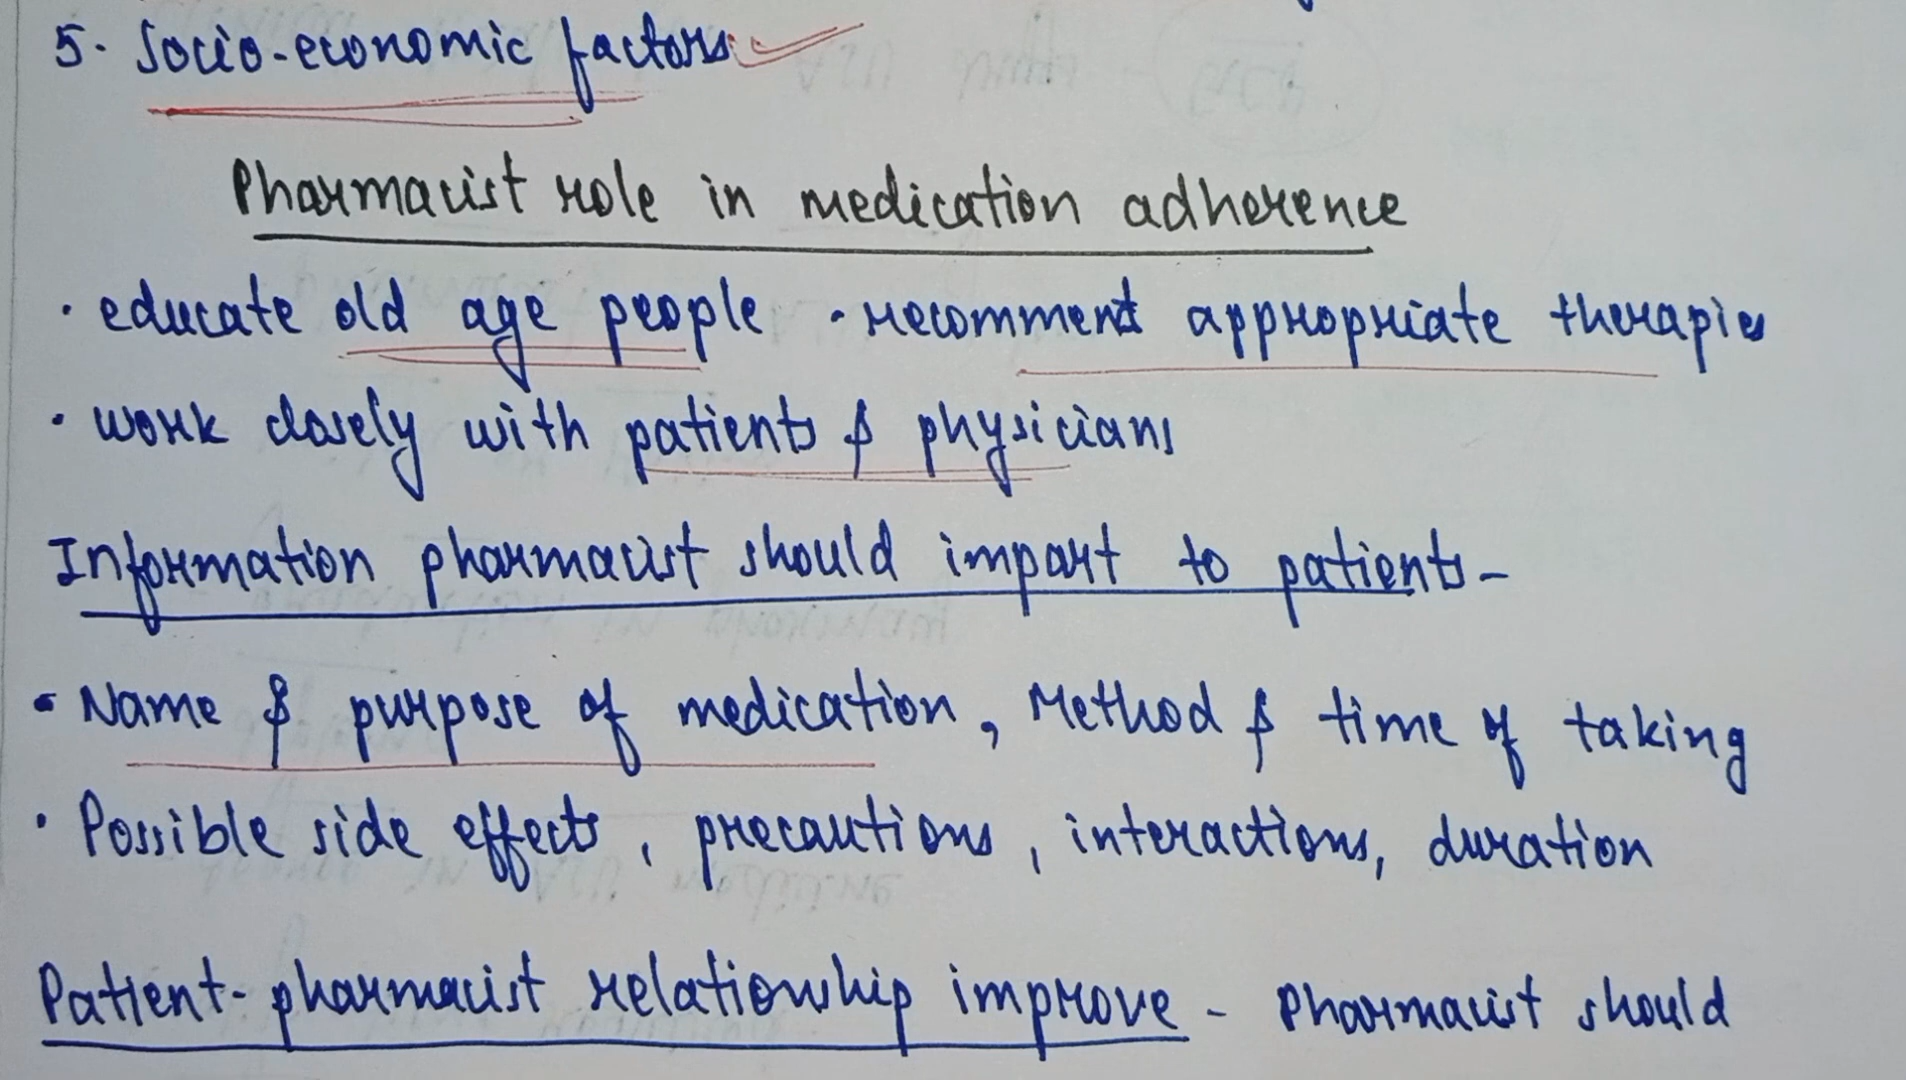 5. Socio-economic factors
Pharmacist role in medication adherence
• educate old age people • recomment appropriate therapies
• work closely with patients & physicians
Information pharmacist should impart to patients-
• Name & purpose of medication, Method & time of taking
• Possible side effects, precautions, interactions, duration
Patient-pharmacist relationship improve - Pharmacist should